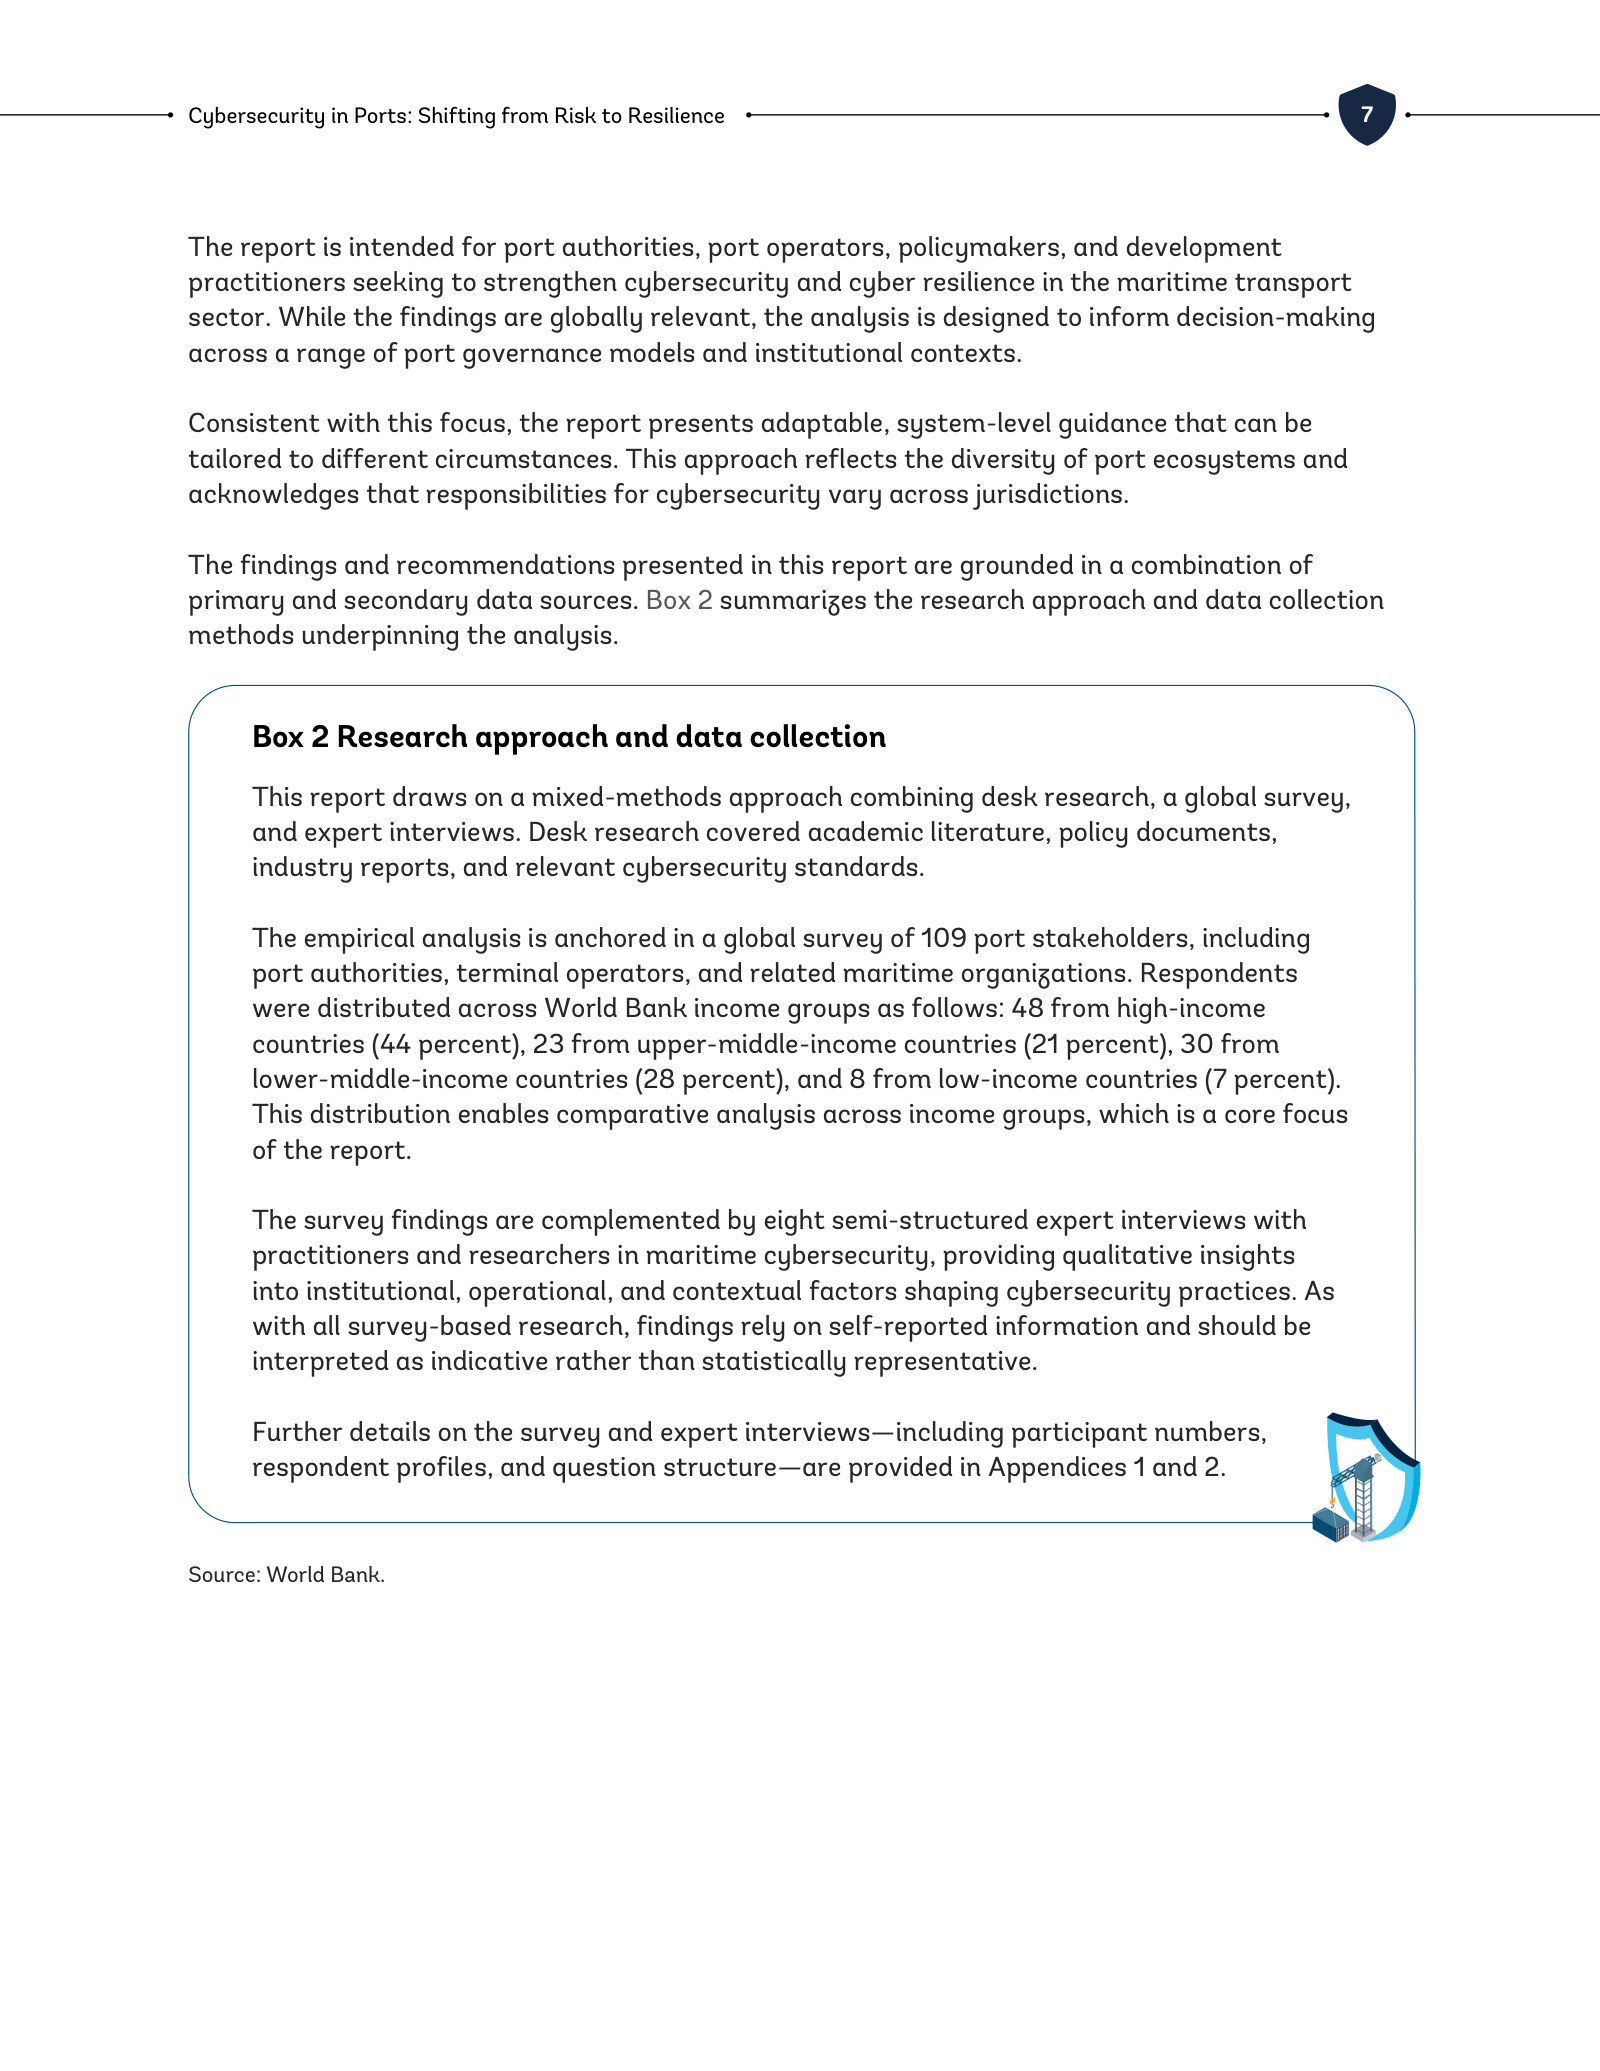 Cybersecurity in Ports: Shifting from Risk to Resilience
7
The report is intended for port authorities, port operators, policymakers, and development
practitioners seeking to strengthen cybersecurity and cyber resilience in the maritime transport
sector. While the findings are globally relevant, the analysis is designed to inform decision-making
across a range of port governance models and institutional contexts.
Consistent with this focus, the report presents adaptable, system-level guidance that can be
tailored to different circumstances. This approach reflects the diversity of port ecosystems and
acknowledges that responsibilities for cybersecurity vary across jurisdictions.
The findings and recommendations presented in this report are grounded in a combination of
primary and secondary data sources. Box 2 summarizes the research approach and data collection
methods underpinning the analysis.
Box 2 Research approach and data collection
This report draws on a mixed-methods approach combining desk research, a global survey,
and expert interviews. Desk research covered academic literature, policy documents,
industry reports, and relevant cybersecurity standards.
The empirical analysis is anchored in a global survey of 109 port stakeholders, including
port authorities, terminal operators, and related maritime organizations. Respondents
were distributed across World Bank income groups as follows: 48 from high-income
countries (44 percent), 23 from upper-middle-income countries (21 percent), 30 from
lower-middle-income countries (28 percent), and 8 from low-income countries (7 percent).
This distribution enables comparative analysis across income groups, which is a core focus
of the report.
The survey findings are complemented by eight semi-structured expert interviews with
practitioners and researchers in maritime cybersecurity, providing qualitative insights
into institutional, operational, and contextual factors shaping cybersecurity practices. As
with all survey-based research, findings rely on self-reported information and should be
interpreted as indicative rather than statistically representative.
Further details on the survey and expert interviews—including participant numbers,
respondent profiles, and question structure—are provided in Appendices 1 and 2.
Source: World Bank.